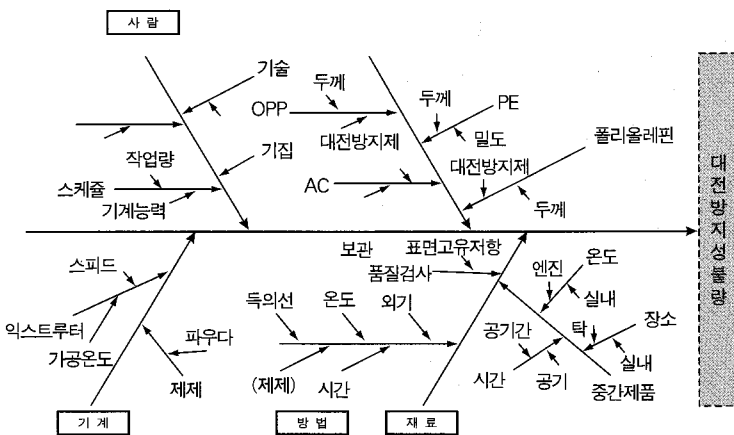 사 람
기술
두께
OPP
두께
PE
대전방지제
밀도
폴리올레핀
작업량
기집
대전방지제
스케쥴
AC
기계능력
두께
대전방지성불량
보관
표면고유저항
스피드
품질검사
온도
엔진
실내
득의선
온도
외기
익스트루터
파우다
공기간
탁
장소
가공온도
실내
제제
(제제)
시간
시간
공기
중간제품
기 계
방 법
재 료